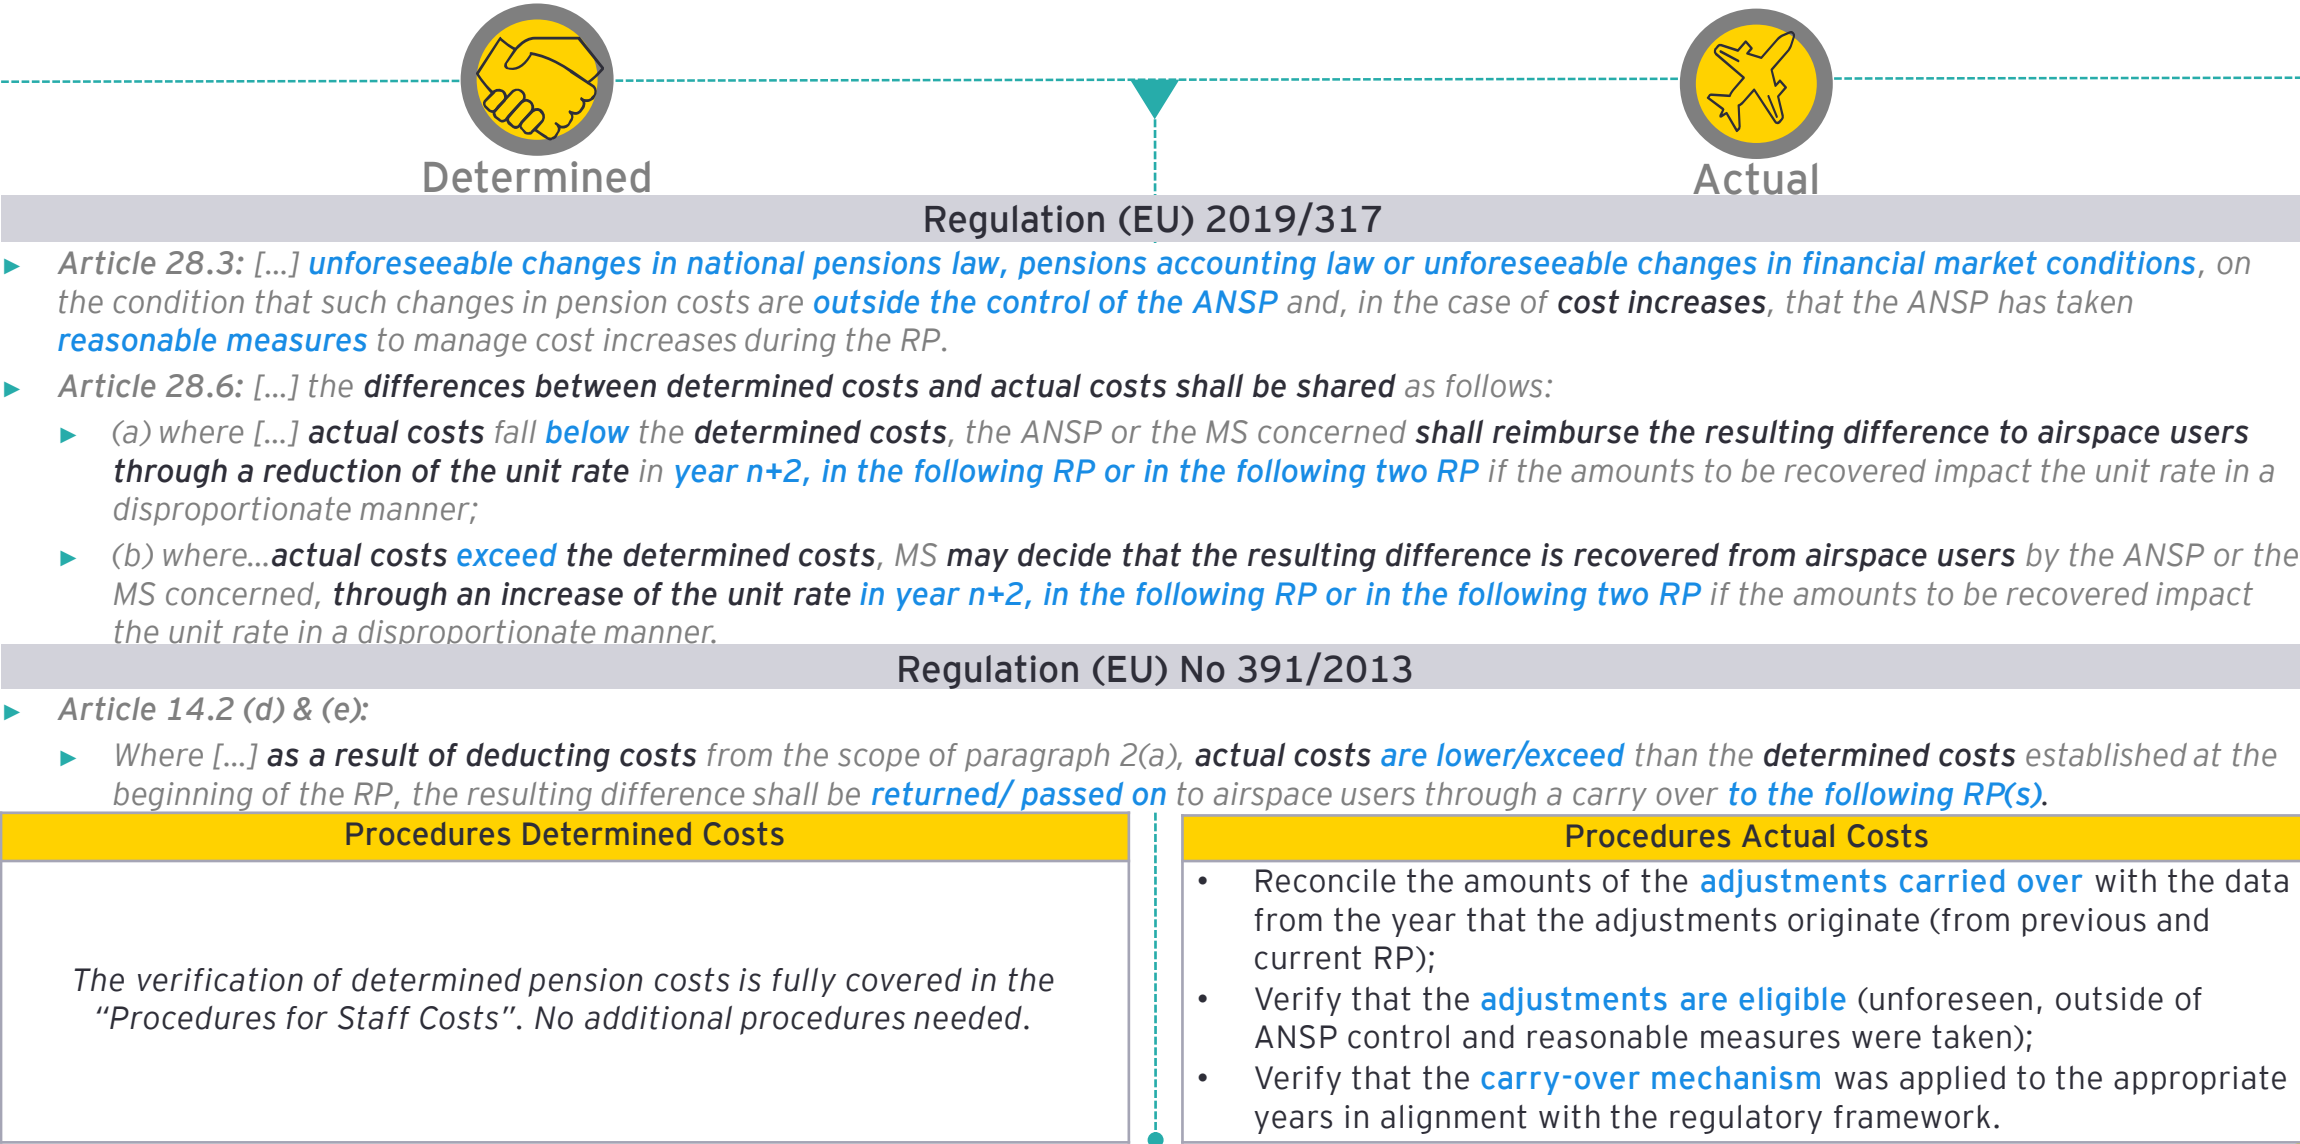 Determined
Actual
Regulation (EU) 2019/317
► Article 28.3: [...] unforeseeable changes in national pensions law, pensions accounting law or unforeseeable changes in financial market conditions, on
the condition that such changes in pension costs are outside the control of the ANSP and, in the case of cost increases, that the ANSP has taken
reasonable measures to manage cost increases during the RP.
► Article 28.6: [...] the differences between determined costs and actual costs shall be shared as follows:
► (a) where [...] actual costs fall below the determined costs, the ANSP or the MS concerned shall reimburse the resulting difference to airspace users
through a reduction of the unit rate in year n+2, in the following RP or in the following two RP if the amounts to be recovered impact the unit rate in a
disproportionate manner;
► (b) where...actual costs exceed the determined costs, MS may decide that the resulting difference is recovered from airspace users by the ANSP or the
MS concerned, through an increase of the unit rate in year n+2, in the following RP or in the following two RP if the amounts to be recovered impact
the unit rate in a disproportionate manner.
Regulation (EU) No 391/2013
► Article 14.2 (d) & (e):
► Where [...] as a result of deducting costs from the scope of paragraph 2(a), actual costs are lower/exceed than the determined costs established at the
beginning of the RP, the resulting difference shall be returned/ passed on to airspace users through a carry over to the following RP(s).
Procedures Determined Costs
The verification of determined pension costs is fully covered in the
"Procedures for Staff Costs". No additional procedures needed.
Procedures Actual Costs
• Reconcile the amounts of the adjustments carried over with the data
from the year that the adjustments originate (from previous and
current RP);
• Verify that the adjustments are eligible (unforeseen, outside of
ANSP control and reasonable measures were taken);
• Verify that the carry-over mechanism was applied to the appropriate
years in alignment with the regulatory framework.